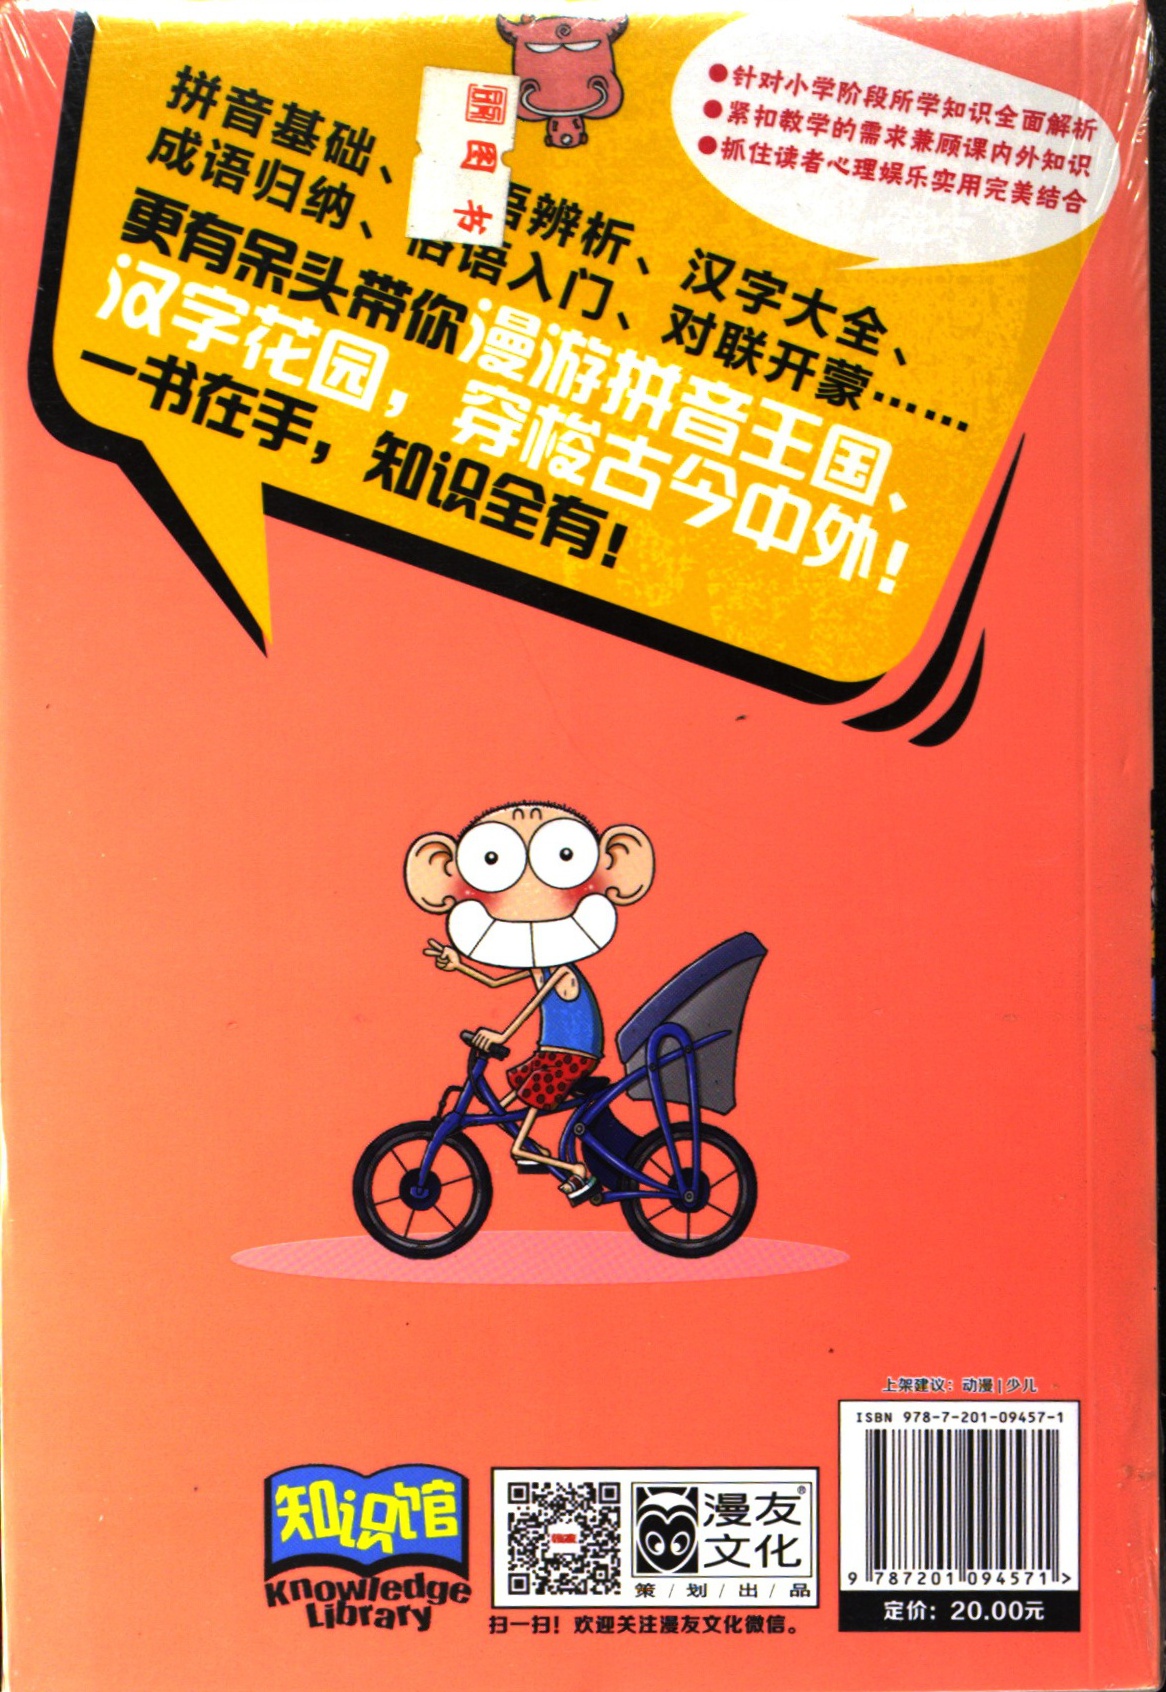 ●针对小学阶段所学知识全面解析
●紧扣教学的需求兼顾课内外知识
●抓住读者心理娱乐实用完美结合
图书
拼音基础、 语辨析、汉字大全、
成语归纳、俗语入门、对联开蒙……
更有呆头带你漫游拼音王国、
汉字花园，穿梭古今中外！
一书在手，知识全有！
上架建议：动漫|少儿
ISBN 978-7-201-09457-1
9 787201 094571 >
定价：20.00元
知识馆
Knowledge
Library
漫友®
文化
策/划/出/品
扫一扫！欢迎关注漫友文化微信。